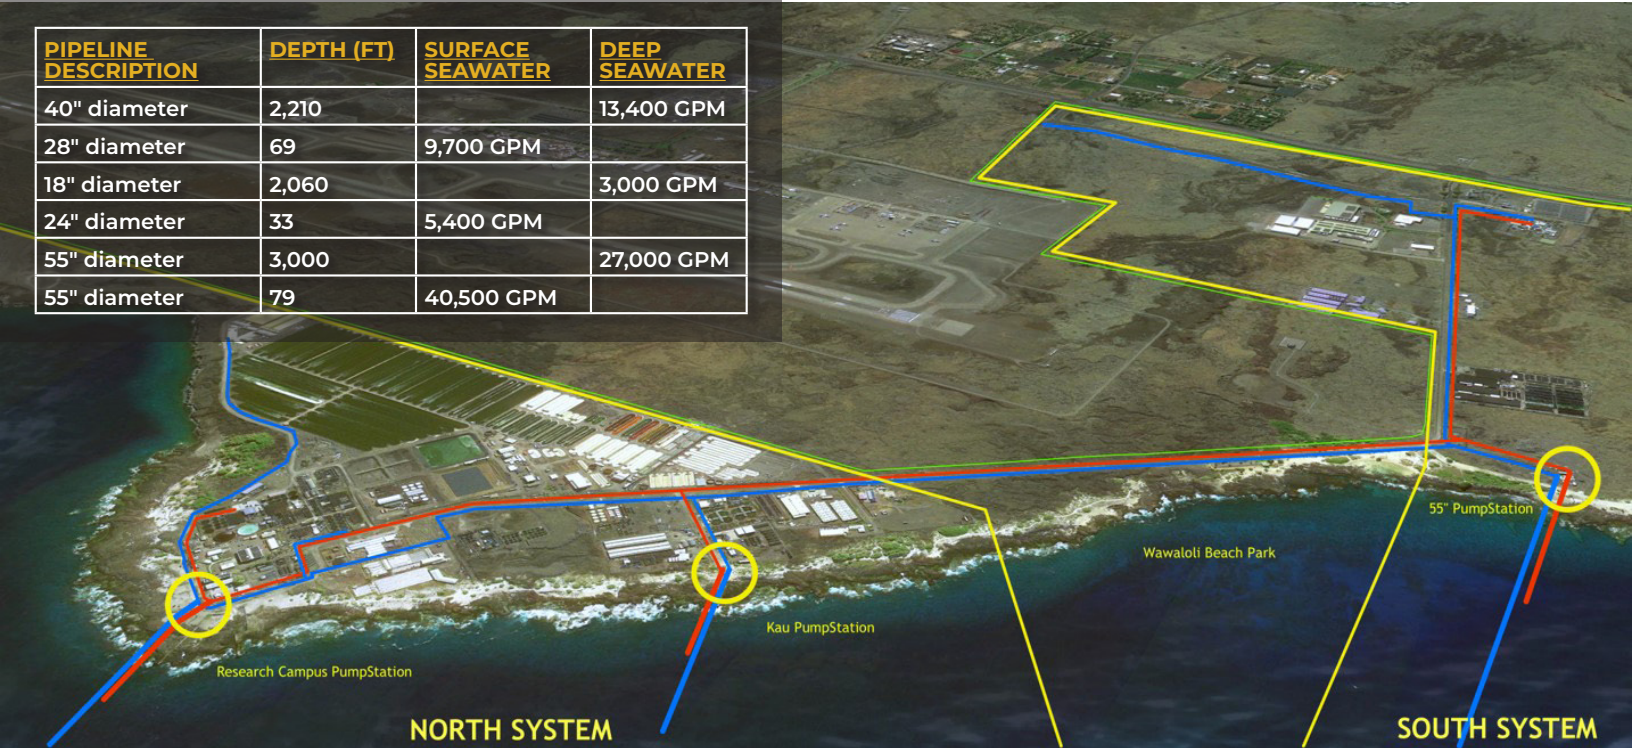 PIPELINE DEPTH (FT) SURFACE DEEP
DESCRIPTION SEAWATER SEAWATER
40" diameter 2,210 13,400 GPM
28" diameter 69 9,700 GPM
18" diameter 2,060 3,000 GPM
24" diameter 33 5,400 GPM
55" diameter 3,000 27,000 GPM
55" diameter 79 40,500 GPM
55" PumpStation
Wawaloli Beach Park
Kau PumpStation
Research Campus PumpStation
NORTH SYSTEM
SOUTH SYSTEM